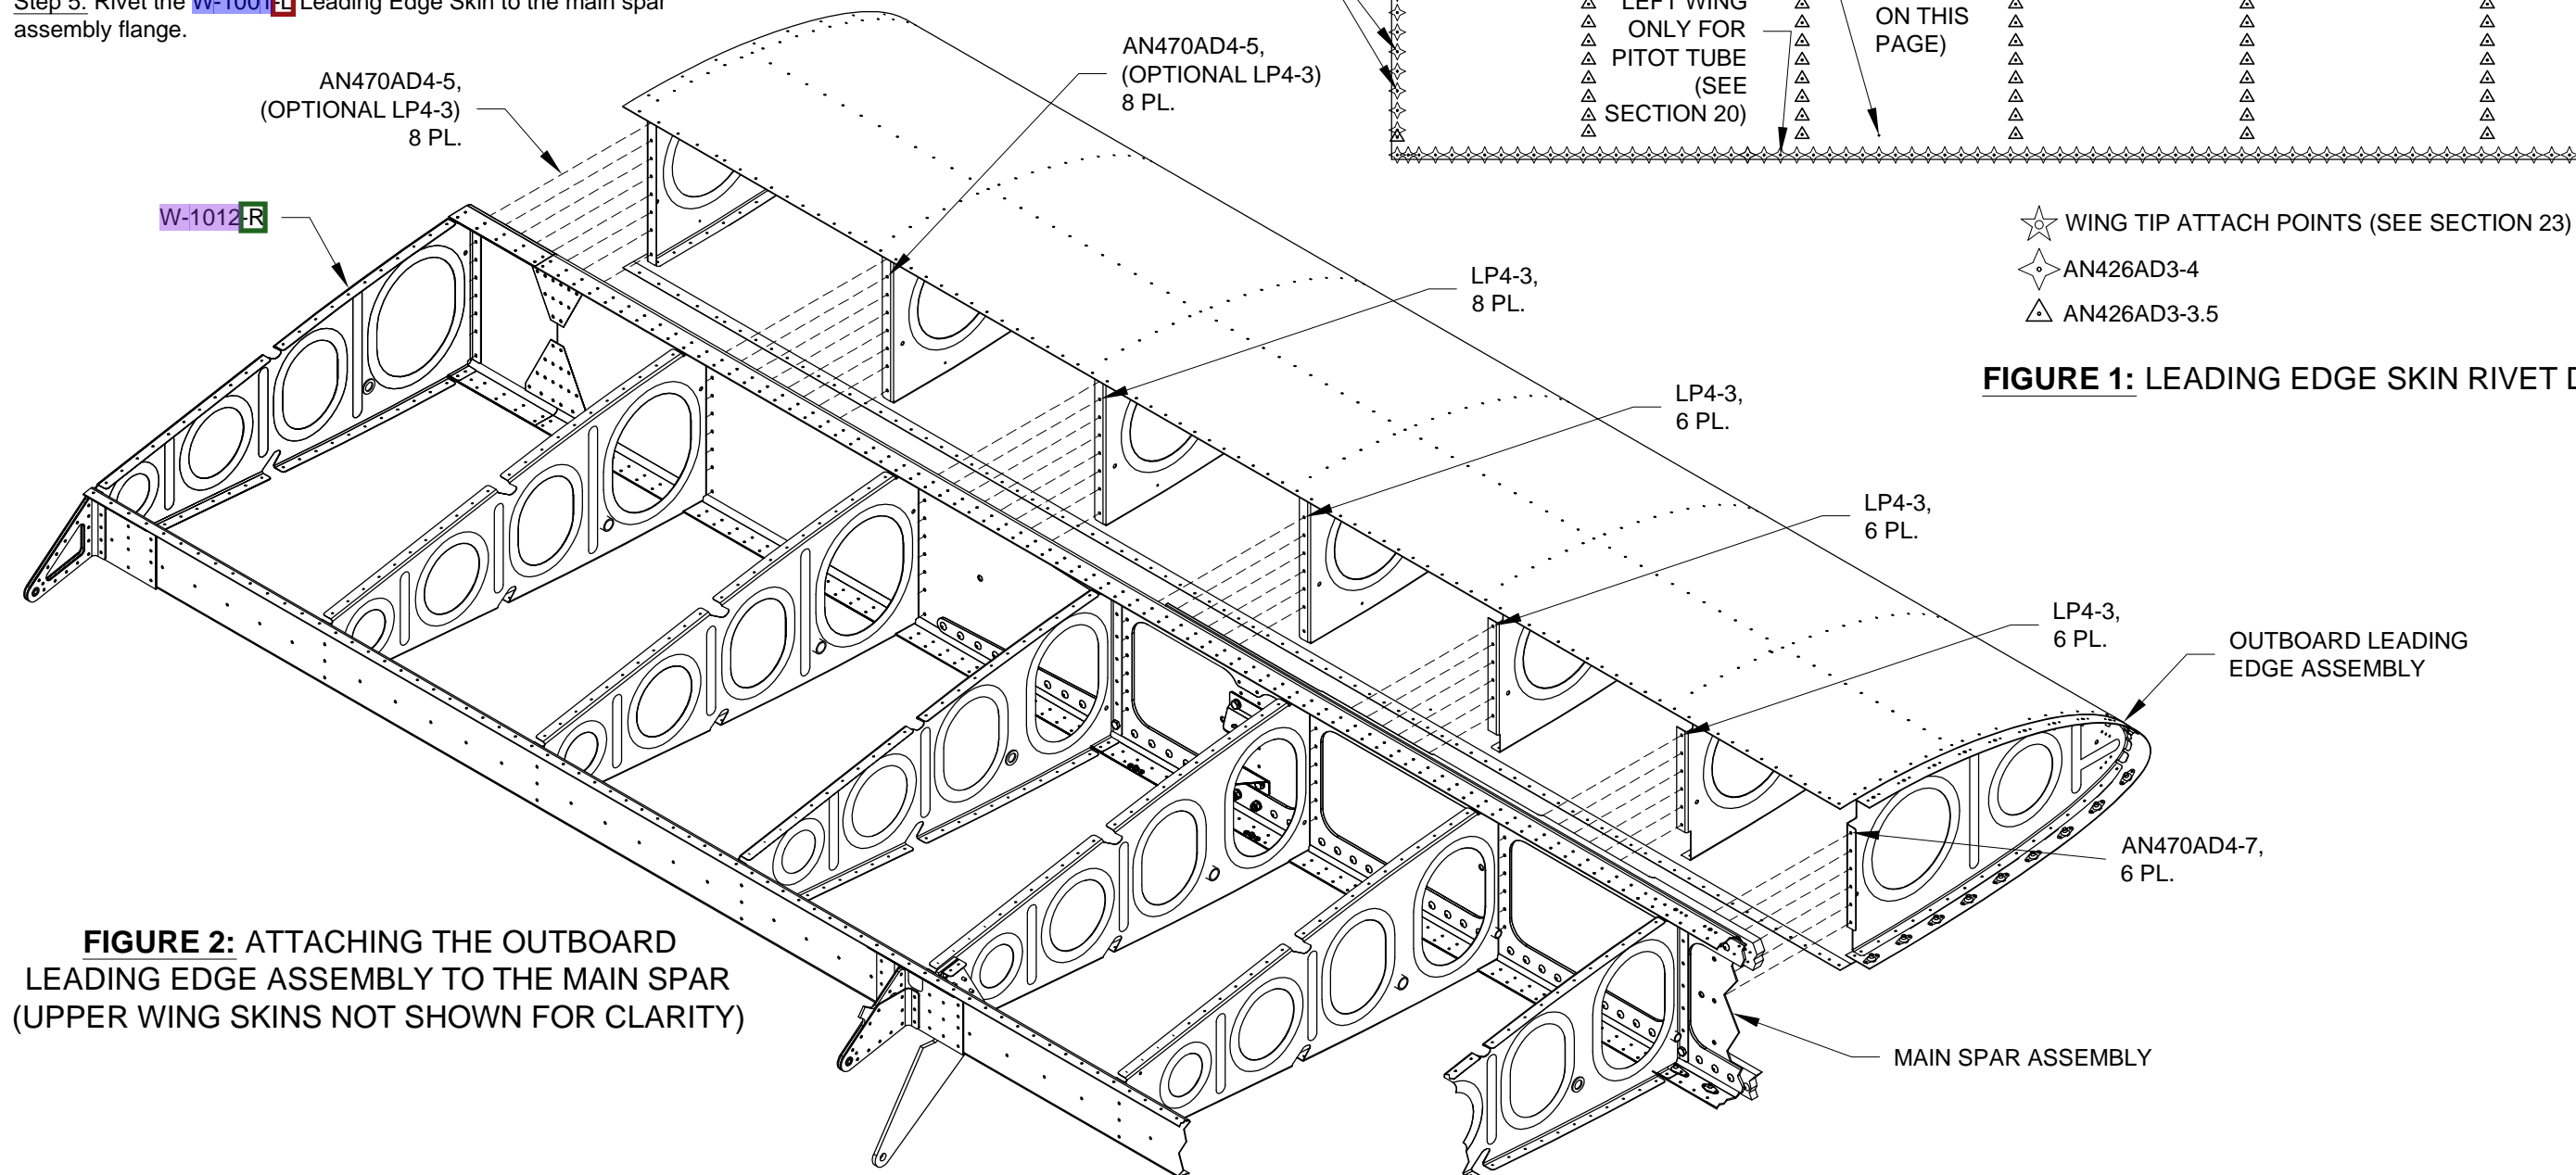 Step 5: Rivet the W-1001-L Leading Edge Skin to the main spar
assembly flange.
AN470AD4-5,
(OPTIONAL LP4-3)
8 PL.
W-1012-R
AN470AD4-5,
(OPTIONAL LP4-3)
8 PL.
LEFT WING
ONLY FOR
PITOT TUBE
(SEE
SECTION 20)
ON THIS
PAGE)
WING TIP ATTACH POINTS (SEE SECTION 23)
AN426AD3-4
AN426AD3-3.5
FIGURE 1: LEADING EDGE SKIN RIVET
LP4-3,
8 PL.
LP4-3,
6 PL.
LP4-3,
6 PL.
LP4-3,
6 PL.
OUTBOARD LEADING
EDGE ASSEMBLY
AN470AD4-7,
6 PL.
MAIN SPAR ASSEMBLY
FIGURE 2: ATTACHING THE OUTBOARD
LEADING EDGE ASSEMBLY TO THE MAIN SPAR
(UPPER WING SKINS NOT SHOWN FOR CLARITY)